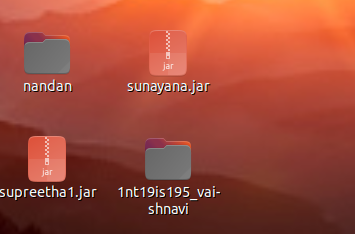 nandan
sunayana.jar
jar
jar
supreetha1.jar
1nt19is195_vai-
shnavi